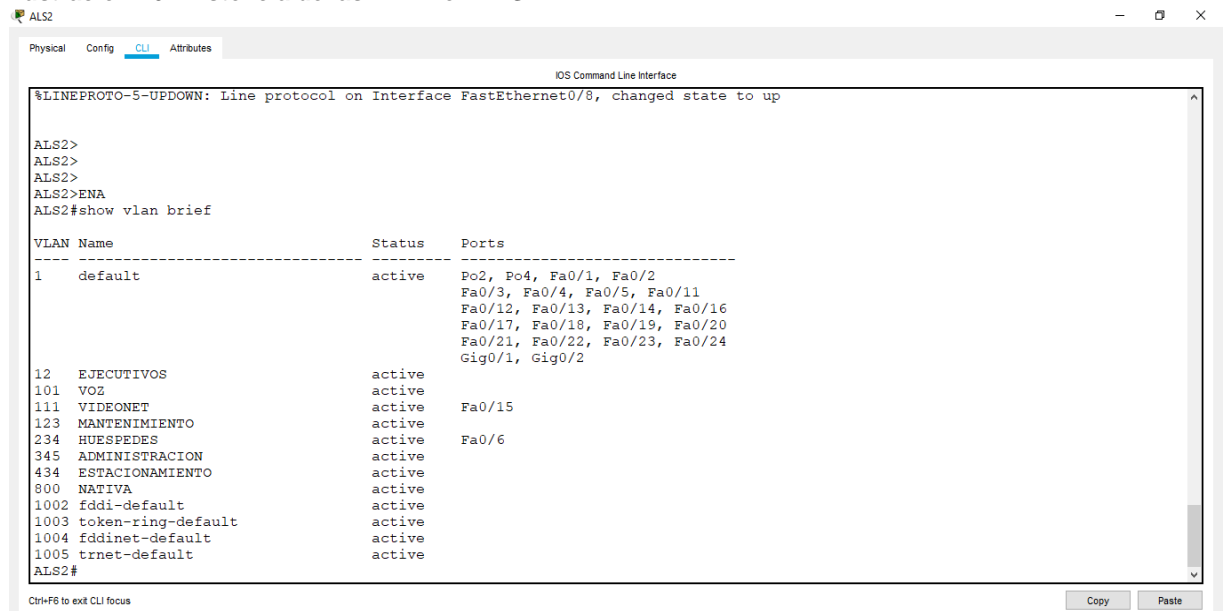 ALS2
Physical Config CLI Attributes
IOS Command Line Interface
%LINEPROTO-5-UPDOWN: Line protocol on Interface FastEthernet0/8, changed state to up
ALS2>
ALS2>
ALS2>
ALS2>ENA
ALS2#show vlan brief
VLAN Name Status Ports
---- -------------------------------- --------- -------------------------------
1 default active Po2, Po4, Fa0/1, Fa0/2
Fa0/3, Fa0/4, Fa0/5, Fa0/11
Fa0/12, Fa0/13, Fa0/14, Fa0/16
Fa0/17, Fa0/18, Fa0/19, Fa0/20
Fa0/21, Fa0/22, Fa0/23, Fa0/24
Gig0/1, Gig0/2
12 EJECUTIVOS active
101 VOZ active
111 VIDEONET active Fa0/15
123 MANTENIMIENTO active
234 HUESPEDES active Fa0/6
345 ADMINISTRACION active
434 ESTACIONAMIENTO active
800 NATIVA active
1002 fddi-default active
1003 token-ring-default active
1004 fddinet-default active
1005 trnet-default active
ALS2#
Ctrl+F6 to exit CLI focus
Copy Paste